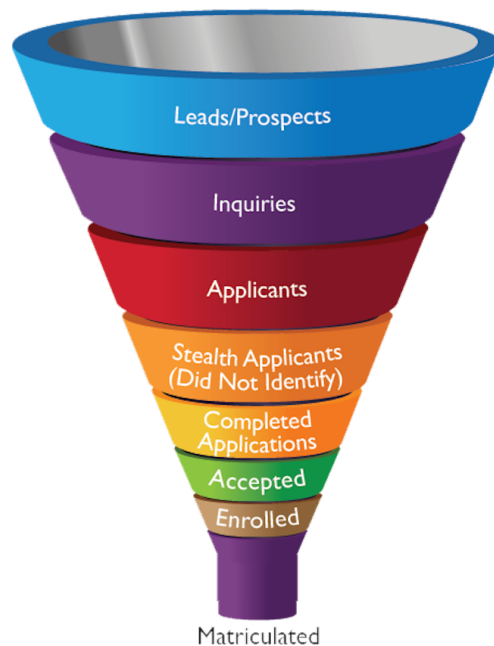 Leads/Prospects
Inquiries
Applicants
Stealth Applicants
(Did Not Identify)
Completed
Applications
Accepted
Enrolled
Matriculated